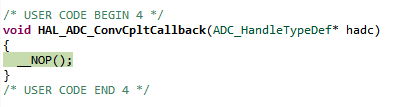 /* USER CODE BEGIN 4 */
void HAL_ADC_ConvCpltCallback(ADC_HandleTypeDef* hadc)
{
  __NOP();
}
/* USER CODE END 4 */